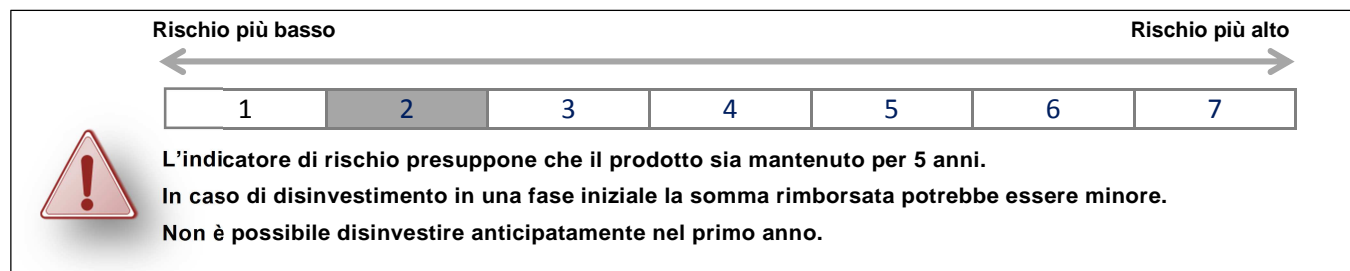 Rischio più basso Rischio più alto
1 2 3 4 5 6 7
L’indicatore di rischio presuppone che il prodotto sia mantenuto per 5 anni.
In caso di disinvestimento in una fase iniziale la somma rimborsata potrebbe essere minore.
Non è possibile disinvestire anticipatamente nel primo anno.